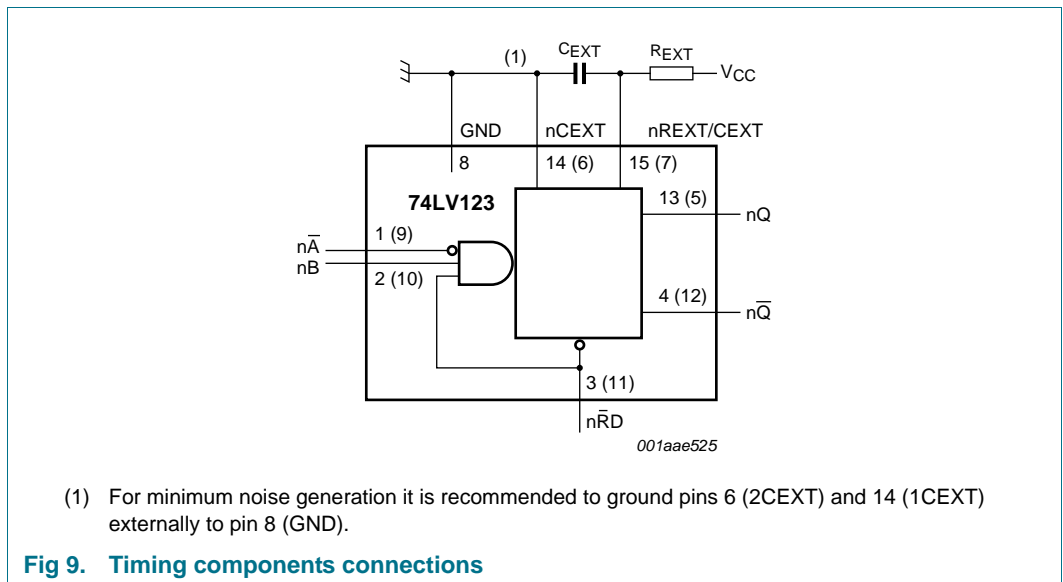 (1)
CEXT
REXT
VCC
GND
nCEXT
nREXT/CEXT
8
14 (6)
15 (7)
74LV123
13 (5)
nQ
1 (9)
nA̅
nB
2 (10)
4 (12)
nQ̅
3 (11)
nR̅D
001aae525
(1) For minimum noise generation it is recommended to ground pins 6 (2CEXT) and 14 (1CEXT)
externally to pin 8 (GND).
Fig 9. Timing components connections